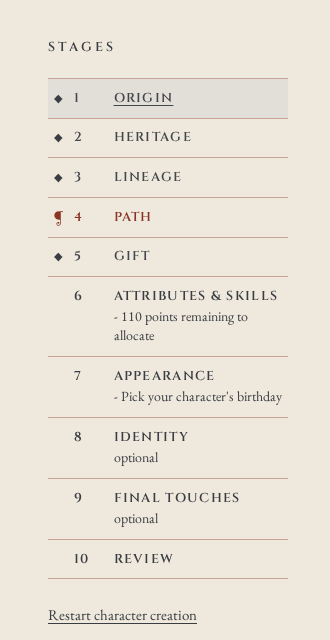 STAGES
◆ 1 ORIGIN
◆ 2 HERITAGE
◆ 3 LINEAGE
¶ 4 PATH
◆ 5 GIFT
6 ATTRIBUTES & SKILLS
- 110 points remaining to
allocate
7 APPEARANCE
- Pick your character's birthday
8 IDENTITY
optional
9 FINAL TOUCHES
optional
10 REVIEW
Restart character creation